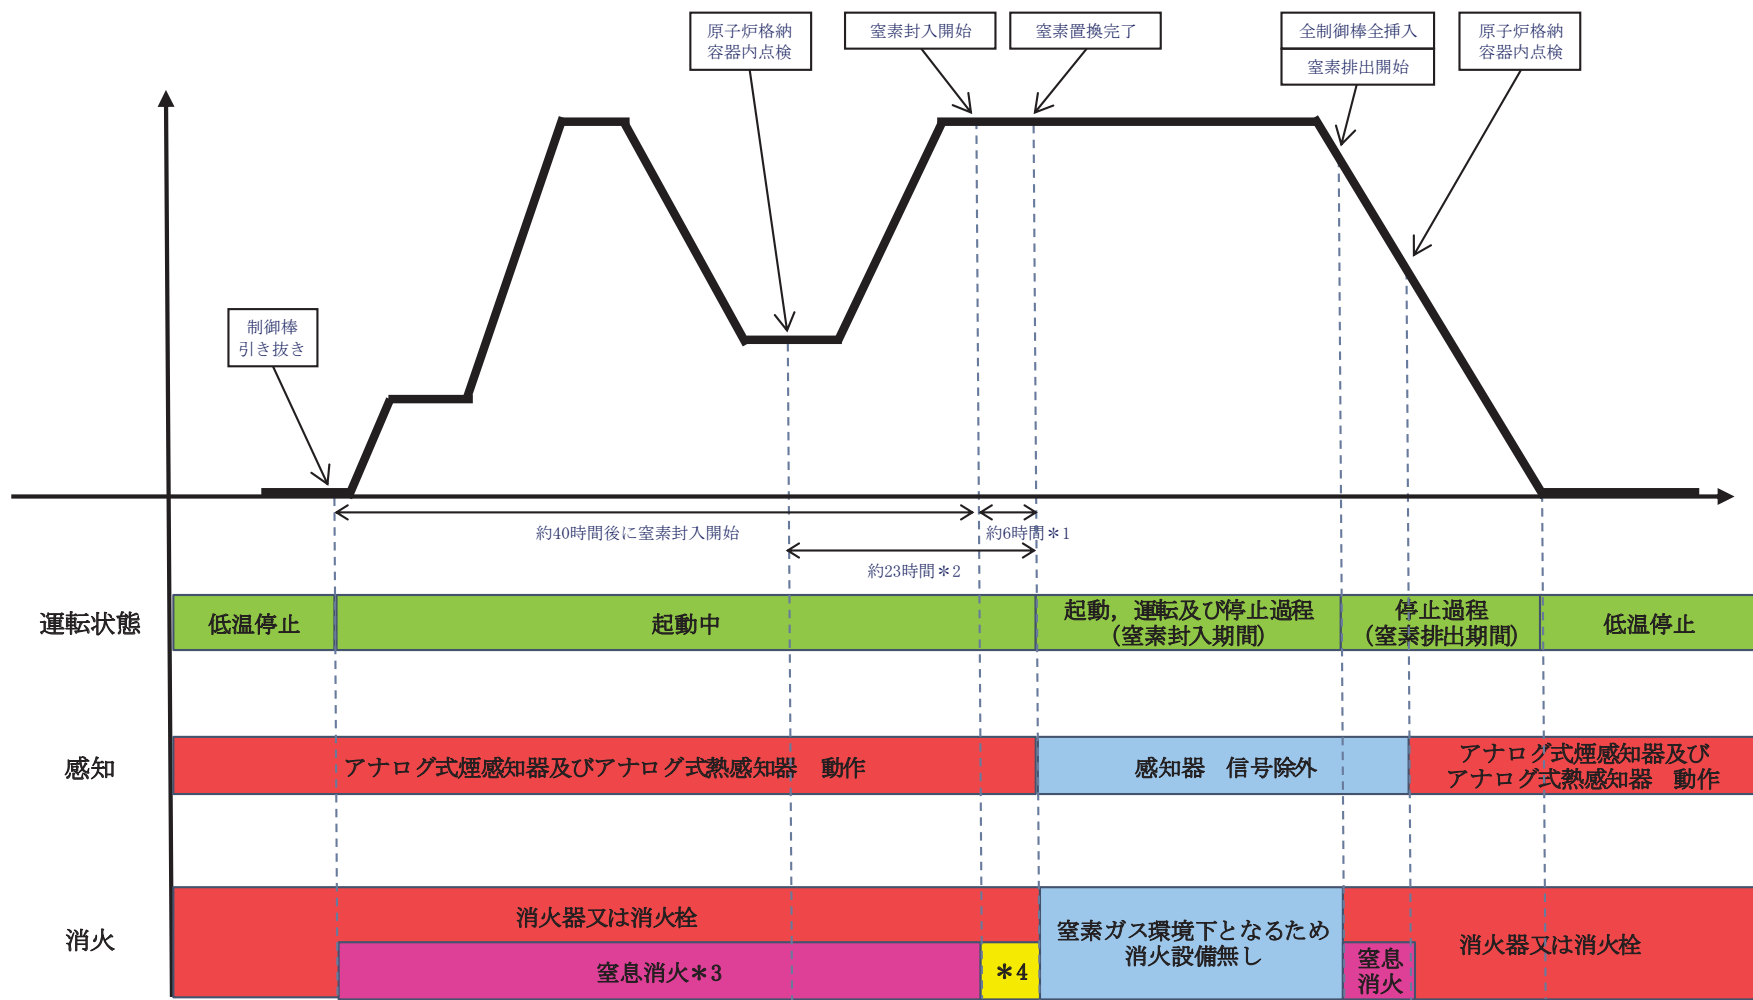 原子炉格納
容器内点検
窒素封入開始
窒素置換完了
全制御棒全挿入
窒素排出開始
原子炉格納
容器内点検
制御棒
引き抜き
約40時間後に窒素封入開始
約6時間＊1
約23時間＊2
運転状態
低温停止
起動中
起動，運転及び停止過程
（窒素封入期間）
停止過程
（窒素排出期間）
低温停止
感知
アナログ式煙感知器及びアナログ式熱感知器　動作
感知器　信号除外
アナログ式煙感知器及び
アナログ式熱感知器　動作
消火
消火器又は消火栓
窒息消火＊3
＊4
窒素ガス環境下となるため
消火設備無し
窒息
消火
消火器又は消火栓